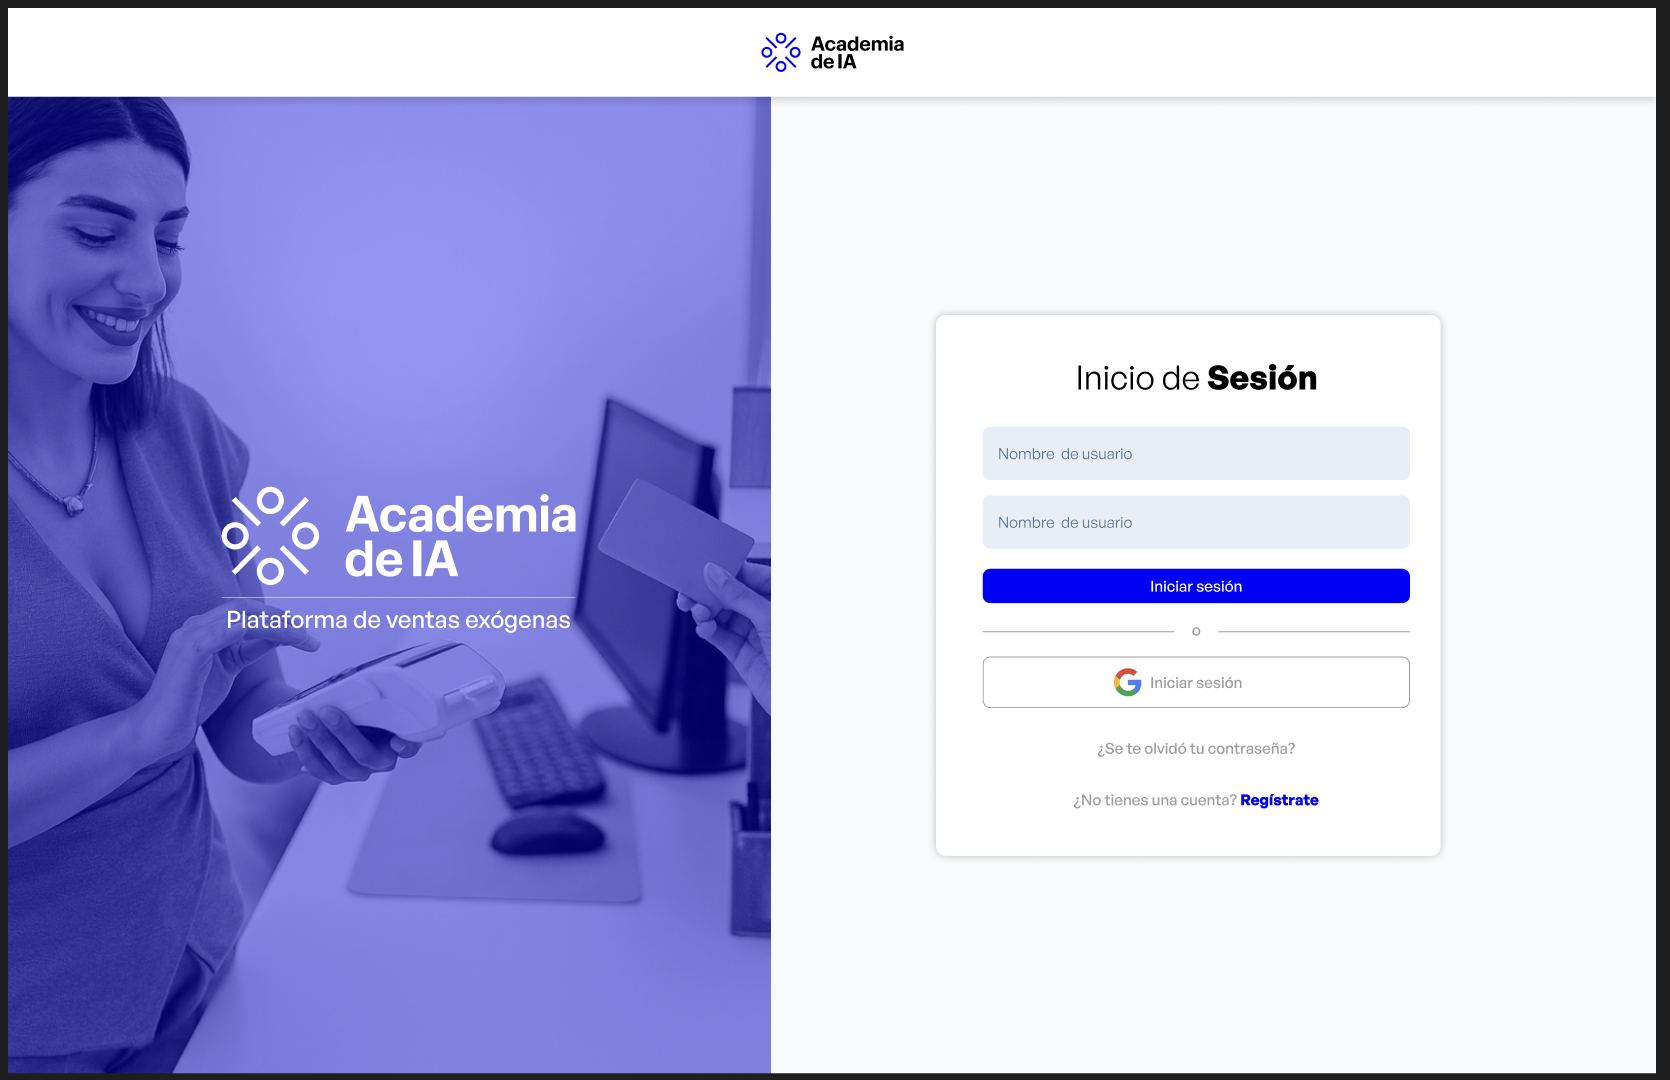 Academia
de IA
Academia
de IA
Plataforma de ventas exógenas
Inicio de Sesión
Nombre de usuario
Nombre de usuario
Iniciar sesión
o
Iniciar sesión
¿Se te olvidó tu contraseña?
¿No tienes una cuenta? Regístrate